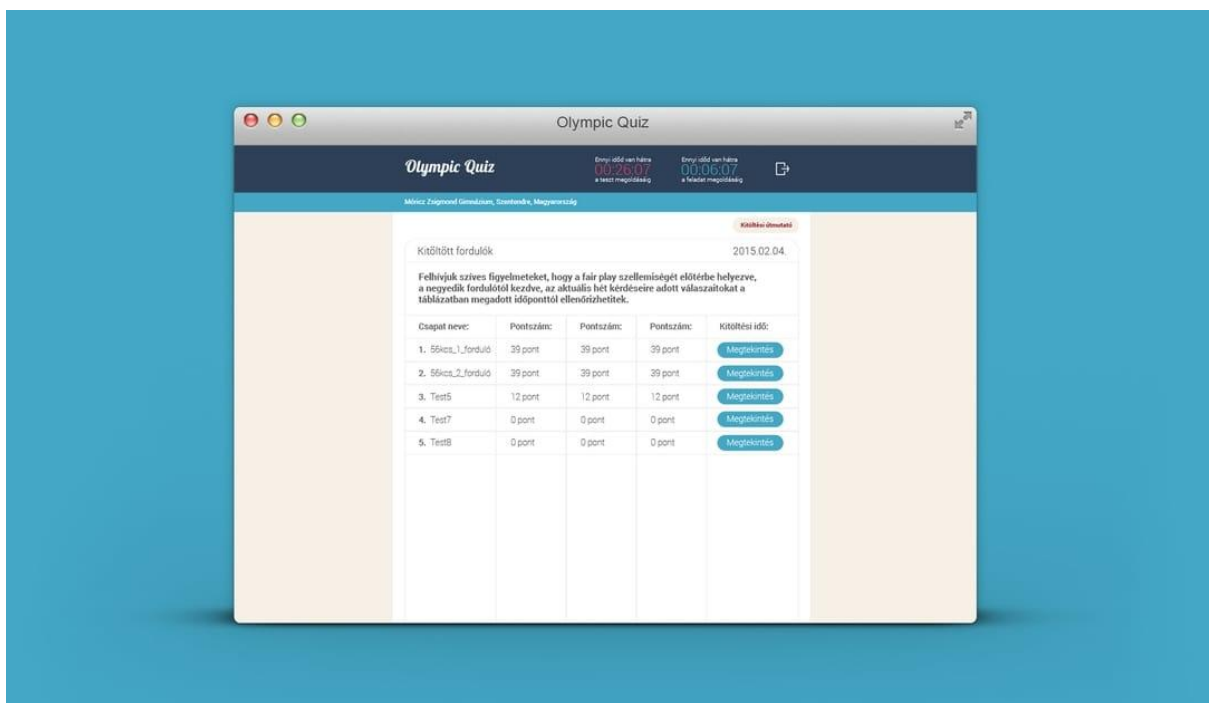 Olympic Quiz
Olympic Quiz
Ennyi időd van hátra
00:26:07
a teszt megoldásáig
Ennyi időd van hátra
00:06:07
a feladat megoldásáig
Móricz Zsigmond Gimnázium, Szentendre, Magyarország
Kitöltési útmutató
Kitöltött fordulók
2015.02.04.
Felhívjuk szíves figyelmeteket, hogy a fair play szellemiségét előtérbe helyezve,
a negyedik fordulótól kezdve, az aktuális hét kérdéseire adott válaszaitokat a
táblázatban megadott időponttól ellenőrizhetitek.
Csapat neve: Pontszám: Pontszám: Pontszám: Kitöltési idő:
1. 56kcs_1_forduló 39 pont 39 pont 39 pont Megtekintés
2. 56kcs_2_forduló 39 pont 39 pont 39 pont Megtekintés
3. Test5 12 pont 12 pont 12 pont Megtekintés
4. Test7 0 pont 0 pont 0 pont Megtekintés
5. Test8 0 pont 0 pont 0 pont Megtekintés